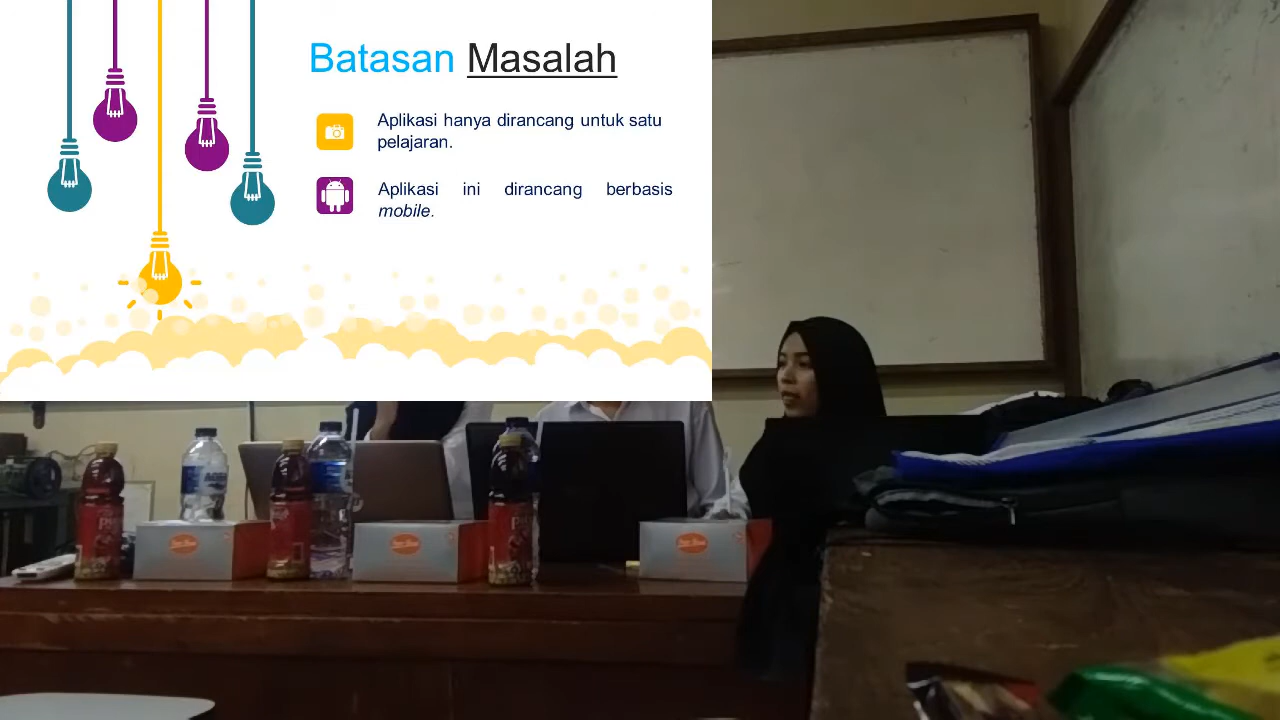 Batasan Masalah
Aplikasi hanya dirancang untuk satu
pelajaran.
Aplikasi ini dirancang berbasis
mobile.